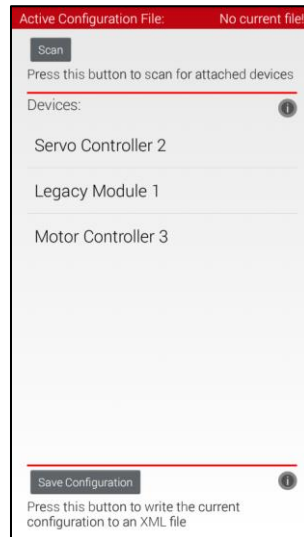 Active Configuration File: No current file!
Scan
Press this button to scan for attached devices
Devices:
Servo Controller 2
Legacy Module 1
Motor Controller 3
Save Configuration
Press this button to write the current
configuration to an XML file